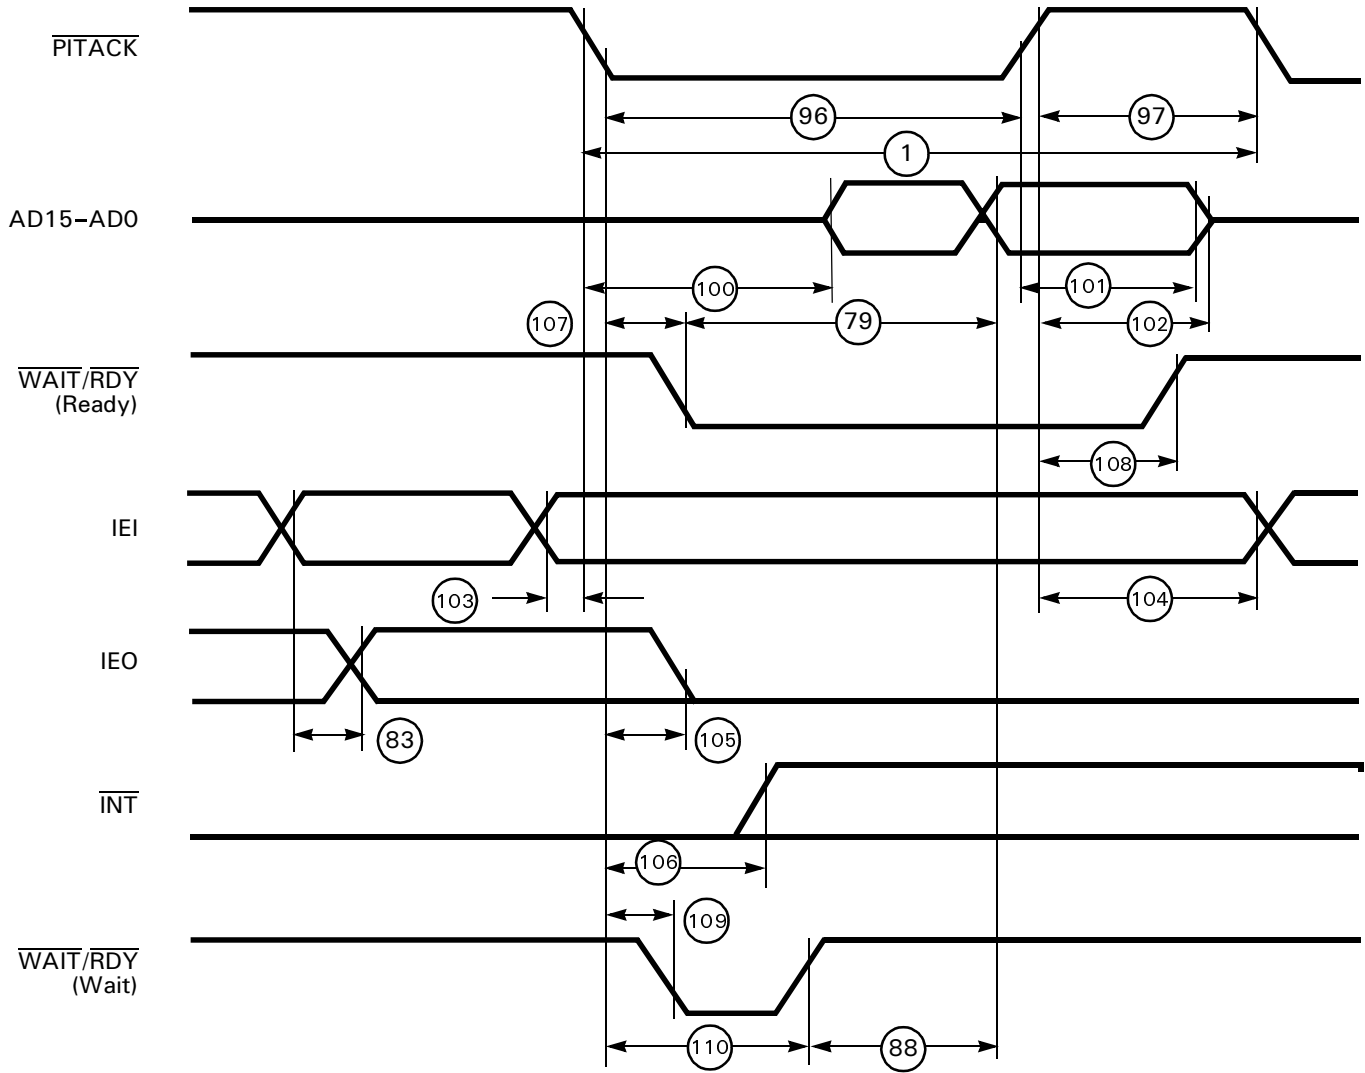 PITACK
96
97
1
AD15–AD0
100
101
107
79
102
WAIT/RDY
(Ready)
108
IEI
103
104
IEO
83
105
INT
106
109
WAIT/RDY
(Wait)
110
88